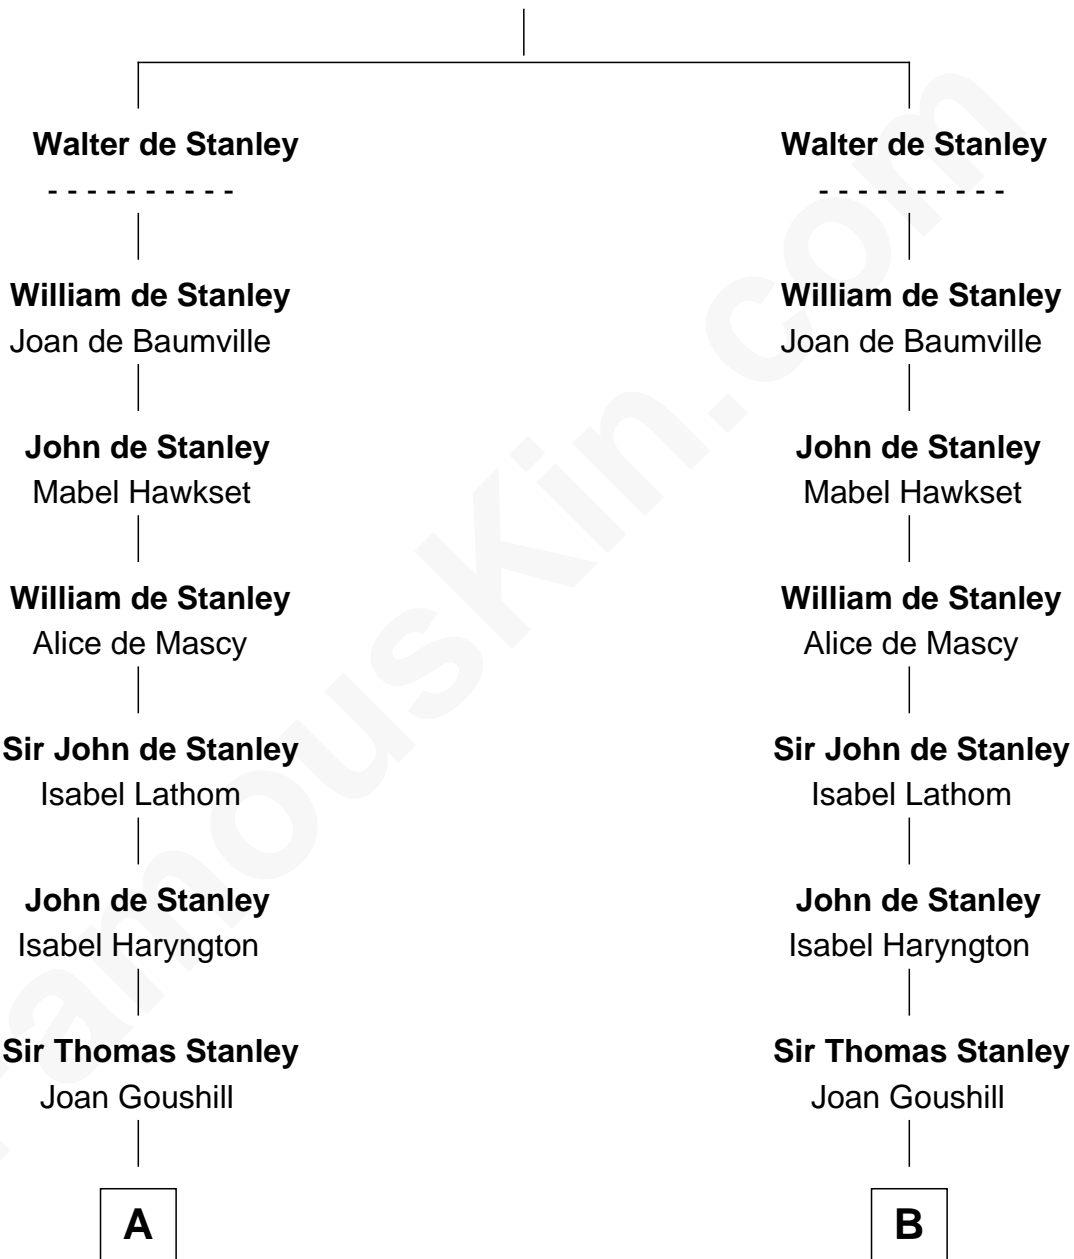 Walter de Stanley Walter de Stanley
- - - - - - - - - - - - - - - - - - - -
William de Stanley William de Stanley
Joan de Baumville Joan de Baumville
John de Stanley John de Stanley
Mabel Hawkset Mabel Hawkset
William de Stanley William de Stanley
Alice de Mascy Alice de Mascy
Sir John de Stanley Sir John de Stanley
Isabel Lathom Isabel Lathom
John de Stanley John de Stanley
Isabel Haryngton Isabel Haryngton
Sir Thomas Stanley Sir Thomas Stanley
Joan Goushill Joan Goushill
A B
FamousKin.com